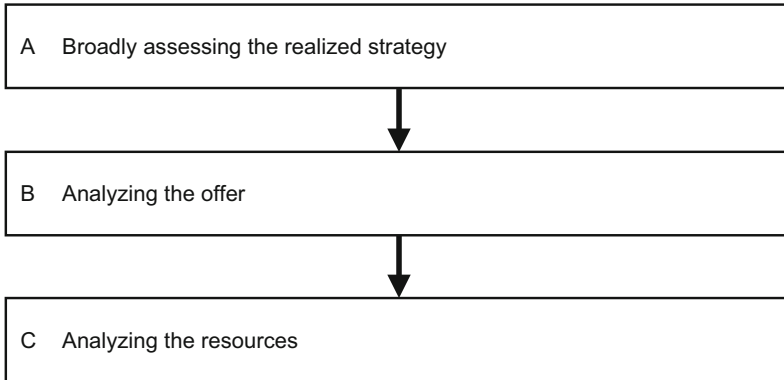 A Broadly assessing the realized strategy
B Analyzing the offer
C Analyzing the resources